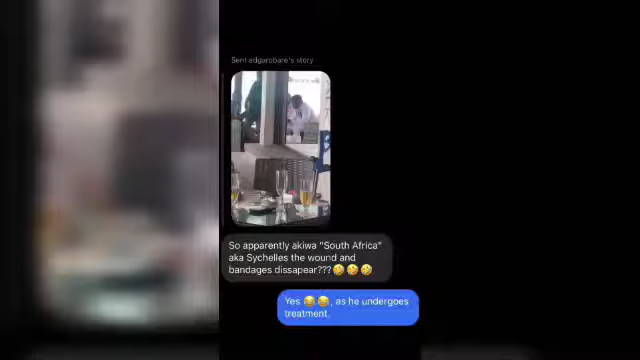 Sent edgarobare's story
So apparently akiwa "South Africa"
aka Sychelles the wound and
bandages dissapear???🤣🤣🤣
Yes 😂😂, as he undergoes
treatment.